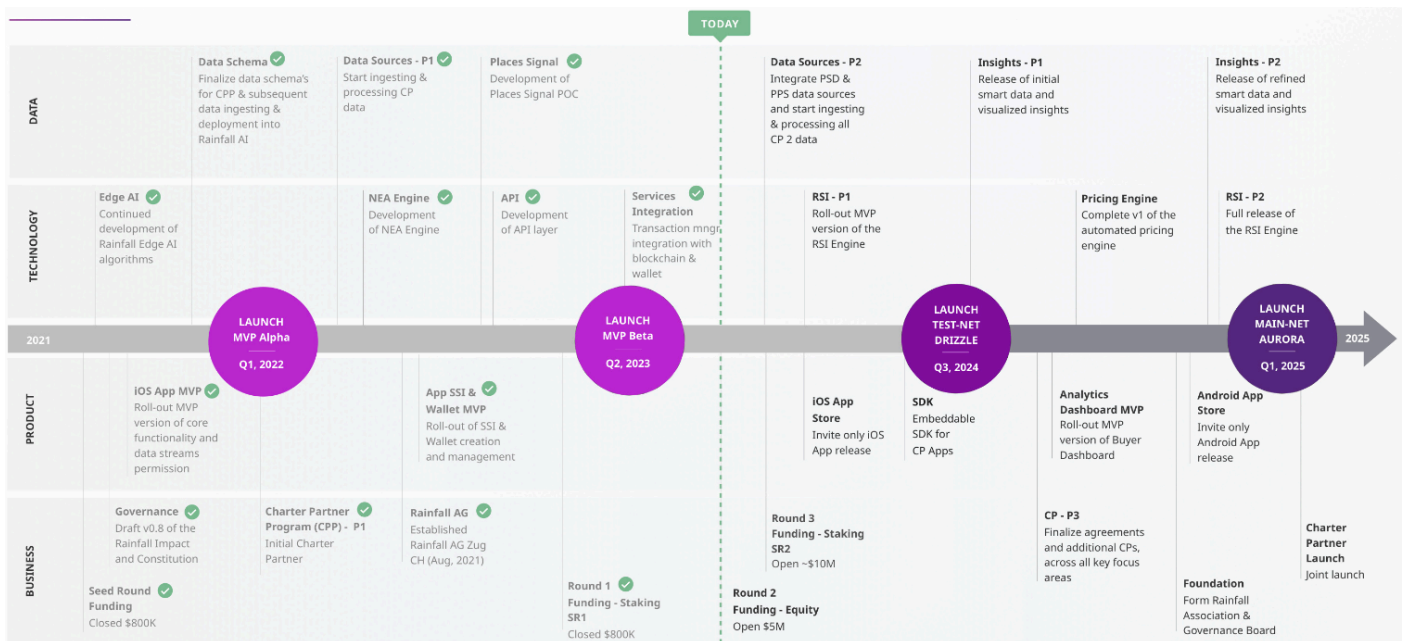 TODAY
DATA
Data Schema
Finalize data schema's
for CPP & subsequent
data ingesting &
deployment into
Rainfall AI
Data Sources - P1
Start ingesting &
processing CP
data
Places Signal
Development of
Places Signal POC
Data Sources - P2
Integrate PSD &
PPS data sources
and start ingesting
& processing all
CP 2 data
Insights - P1
Release of initial
smart data and
visualized insights
Insights - P2
Release of refined
smart data and
visualized insights
TECHNOLOGY
Edge AI
Continued
development of
Rainfall Edge AI
algorithms
NEA Engine
Development
of NEA Engine
API
Development
of API layer
Services
Integration
Transaction mngr
integration with
blockchain &
wallet
RSI - P1
Roll-out MVP
version of the
RSI Engine
Pricing Engine
Complete v1 of the
automated pricing
engine
RSI - P2
Full release of
the RSI Engine
2021
LAUNCH
MVP Alpha
Q1, 2022
LAUNCH
MVP Beta
Q2, 2023
LAUNCH
TEST-NET
DRIZZLE
Q3, 2024
LAUNCH
MAIN-NET
AURORA
Q1, 2025
2025
PRODUCT
iOS App MVP
Roll-out MVP
version of core
functionality and
data streams
permission
App SSI &
Wallet MVP
Roll-out of SSI &
Wallet creation
and management
iOS App
Store
Invite only iOS
App release
SDK
Embeddable
SDK for
CP Apps
Analytics
Dashboard MVP
Roll-out MVP
version of Buyer
Dashboard
Android App
Store
Invite only
Android App
release
BUSINESS
Governance
Draft v0.8 of the
Rainfall Impact
and Constitution
Seed Round
Funding
Closed $800K
Charter Partner
Program (CPP) - P1
Initial Charter
Partner
Rainfall AG
Established
Rainfall AG Zug
CH (Aug, 2021)
Round 1
Funding - Staking
SR1
Closed $800K
Round 3
Funding - Staking
SR2
Open ~$10M
Round 2
Funding - Equity
Open $5M
CP - P3
Finalize agreements
and additional CPs,
across all key focus
areas
Foundation
Form Rainfall
Association &
Governance Board
Charter
Partner
Launch
Joint launch